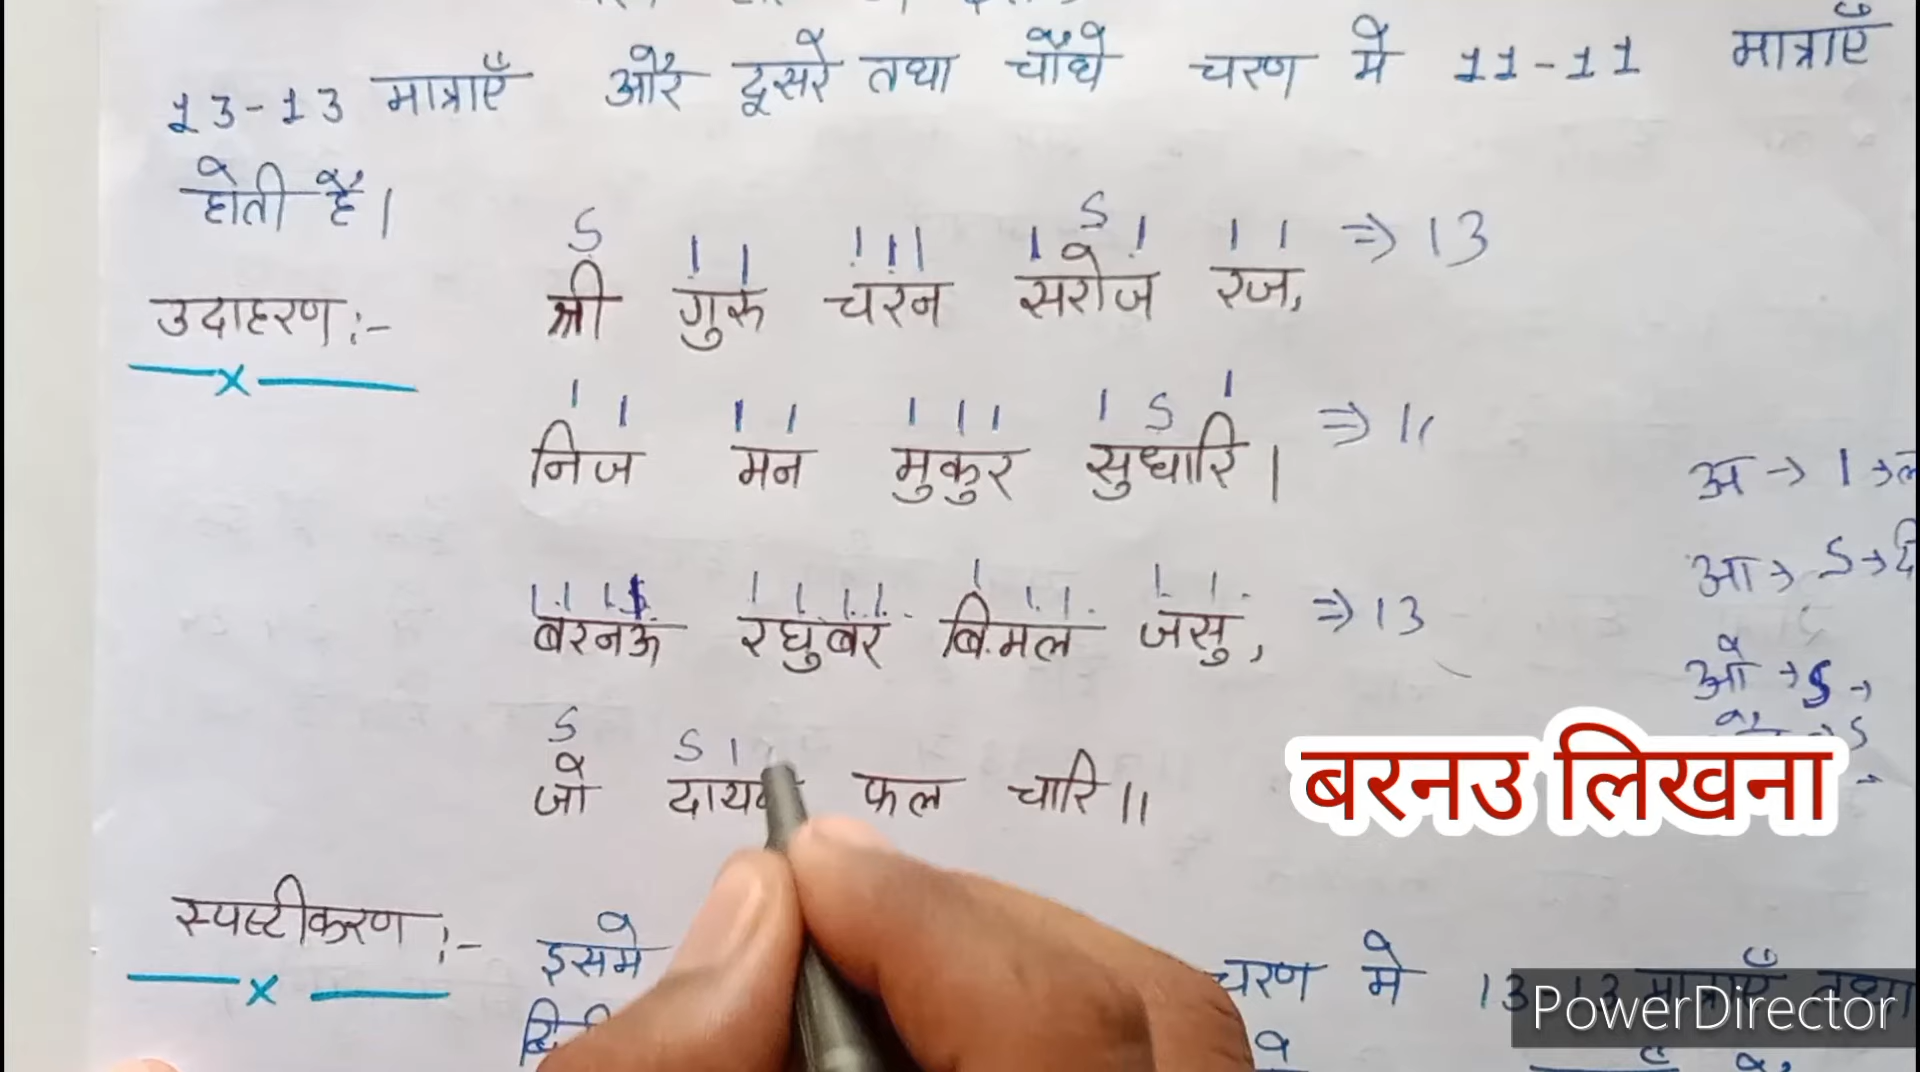 13-13 मात्राएँ और दूसरे तथा चौथे चरण मे 11-11 मात्राएँ
होती है।
S I I I I I I S I I I ⇒ 13
उदाहरण :- श्री गुरु चरन सरोज रज,
I I I I I I I I S I ⇒ 11
निज मन मुकुर सुधारि।
अ → I →
आ → S →
I I I I I I I I I I I I I ⇒ 13
बरनऊ रघुबर बिमल जसु,
ओ → S →
→ S
S S I
जो दायक फल चारि॥
बरनउ लिखना
स्पष्टीकरण :- इसमे चरण मे 13-13 मात्राएँ तथा
PowerDirector